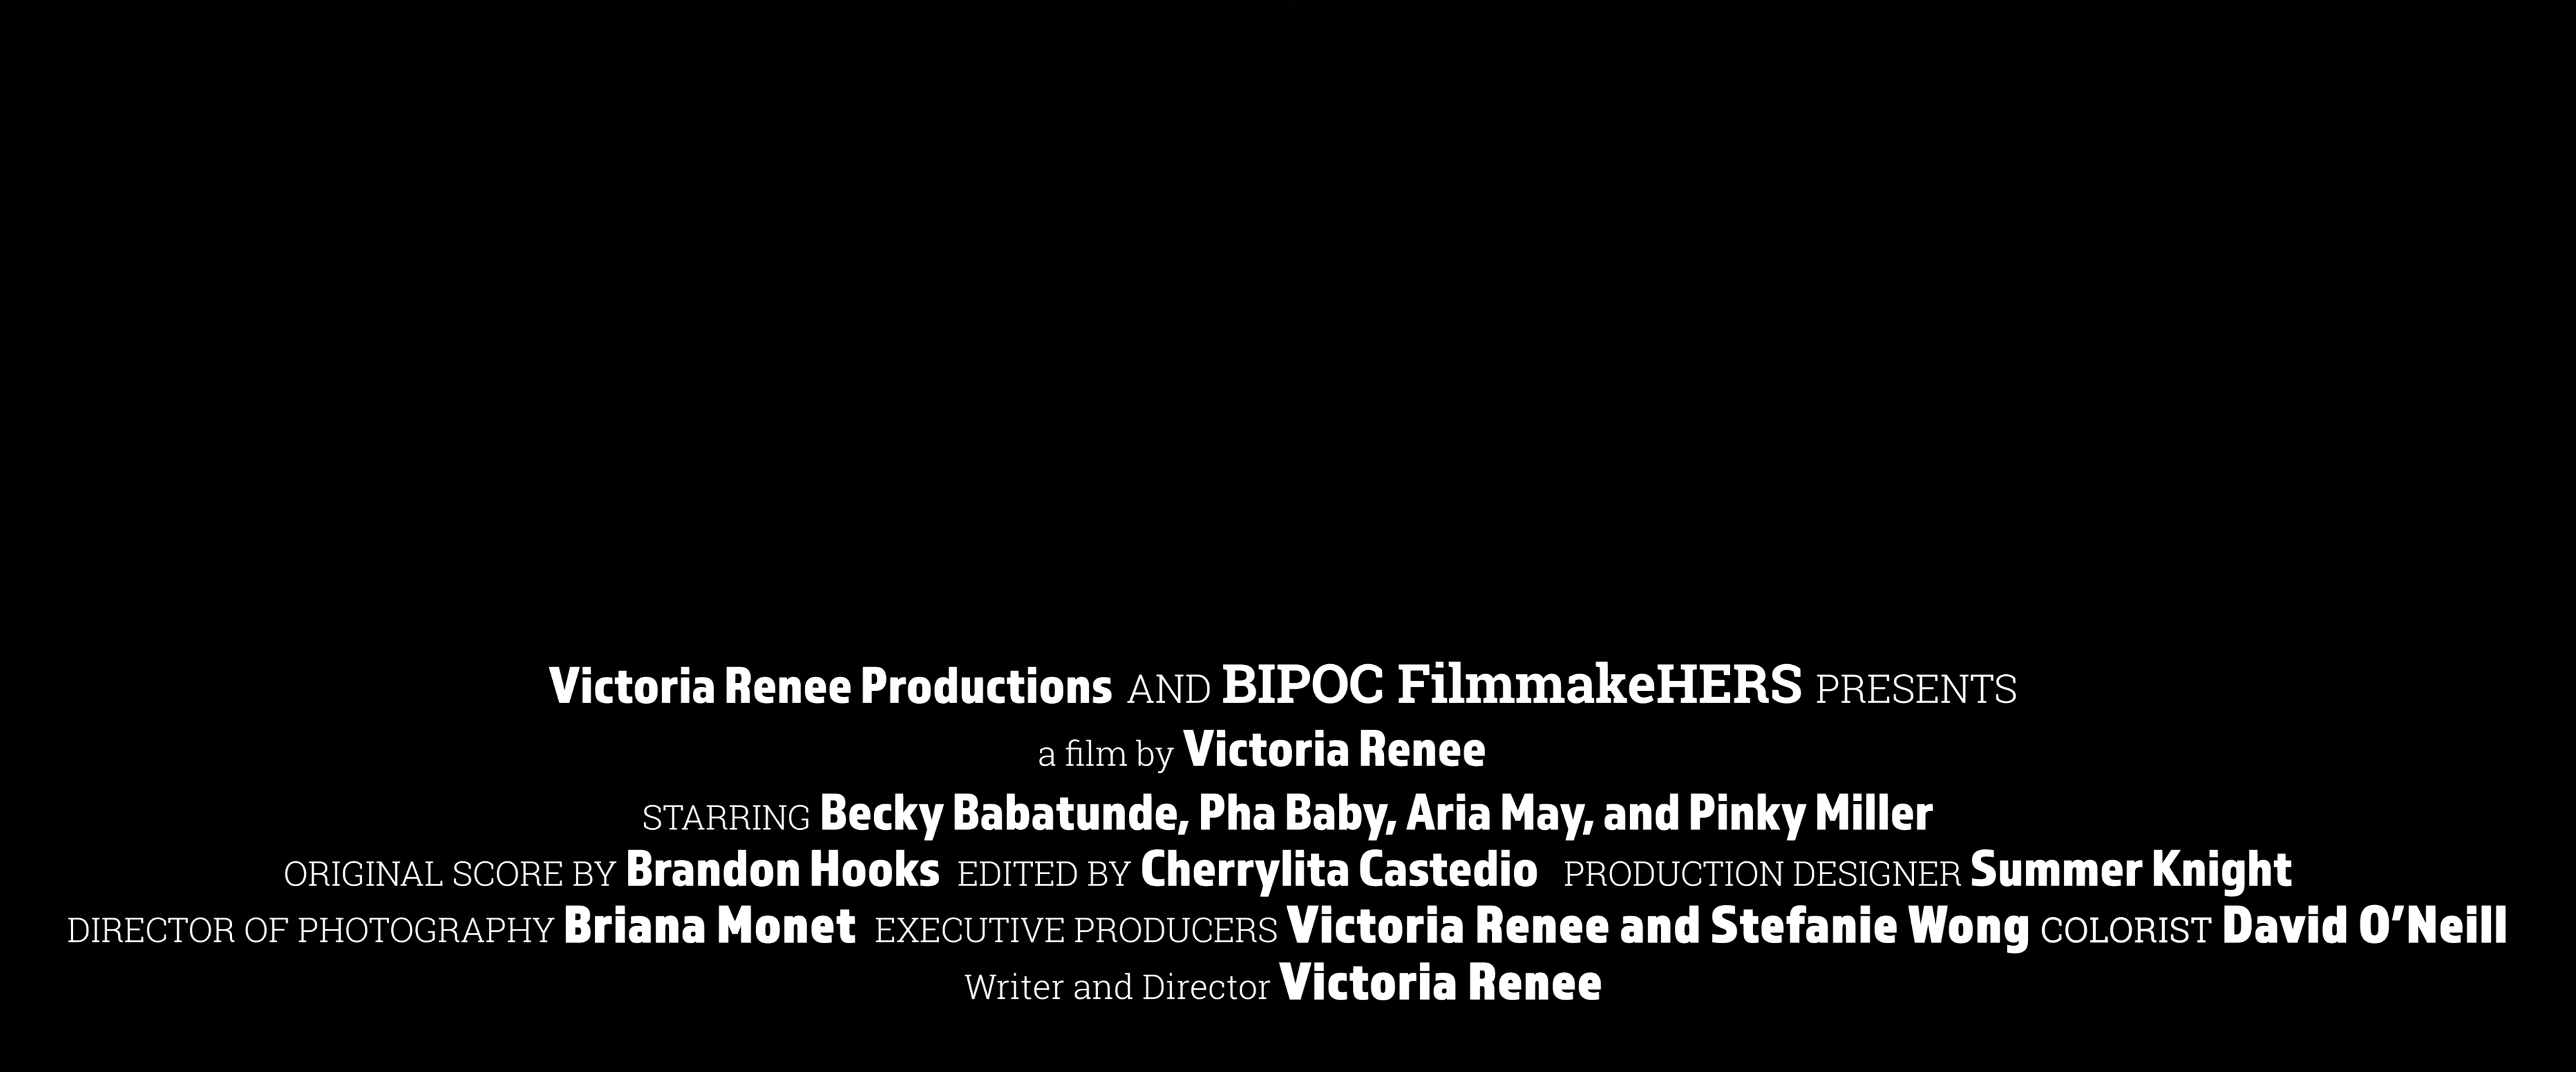 Victoria Renee Productions AND BIPOC FilmmakeHERS PRESENTS
a film by Victoria Renee
STARRING Becky Babatunde, Pha Baby, Aria May, and Pinky Miller
ORIGINAL SCORE BY Brandon Hooks EDITED BY Cherrylita Castedio PRODUCTION DESIGNER Summer Knight
DIRECTOR OF PHOTOGRAPHY Briana Monet EXECUTIVE PRODUCERS Victoria Renee and Stefanie Wong COLORIST David O’Neill
Writer and Director Victoria Renee